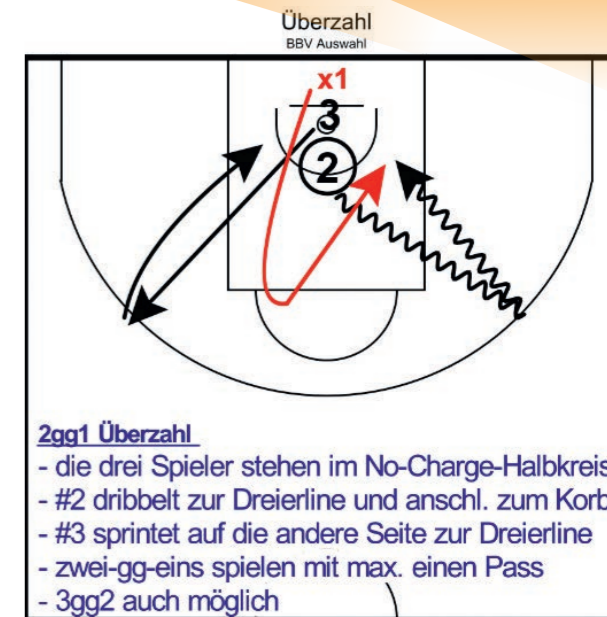 Überzahl
BBV Auswahl
x1
3
2
2gg1 Überzahl
- die drei Spieler stehen im No-Charge-Halbkreis
- #2 dribbelt zur Dreierline und anschl. zum Korb
- #3 sprintet auf die andere Seite zur Dreierline
- zwei-gg-eins spielen mit max. einen Pass
- 3gg2 auch möglich